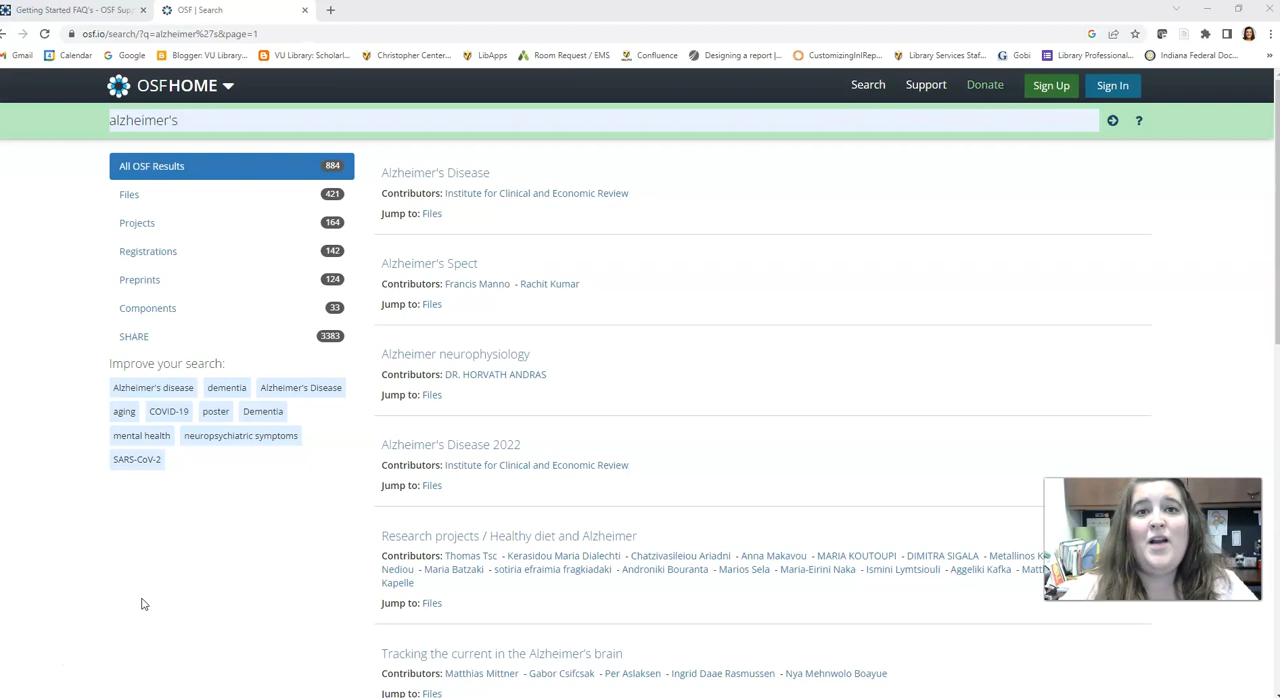 Getting Started FAQ's - OSF Sup
OSF | Search
osf.io/search/?q=alzheimer%27s&page=1
Gmail Calendar Google Blogger: VU Library:... VU Library: Scholarl... Christopher Center... LibApps Room Request / EMS Confluence Designing a report |... CustomizingInIRep... Library Services Staf... Gobi Library Professional... Indiana Federal Doc... »
OSFHOME Search Support Donate Sign Up Sign In
alzheimer's ?
All OSF Results 884
Files 421
Projects 164
Registrations 142
Preprints 124
Components 33
SHARE 3383
Improve your search:
Alzheimer's disease dementia Alzheimer's Disease
aging COVID-19 poster Dementia
mental health neuropsychiatric symptoms
SARS-CoV-2
Alzheimer's Disease
Contributors: Institute for Clinical and Economic Review
Jump to: Files
Alzheimer's Spect
Contributors: Francis Manno - Rachit Kumar
Jump to: Files
Alzheimer neurophysiology
Contributors: DR. HORVATH ANDRAS
Jump to: Files
Alzheimer's Disease 2022
Contributors: Institute for Clinical and Economic Review
Jump to: Files
Research projects / Healthy diet and Alzheimer
Contributors: Thomas Tsc - Kerasidou Maria Dialechti - Chatzivasileiou Ariadni - Anna Makavou - MARIA KOUTOUPI - DIMITRA SIGALA - Metallinos
Nediou - Maria Batzaki - sotiria efraimia fragkiadaki - Androniki Bouranta - Marios Sela - Maria-Eirini Naka - Ismini Lymtsiouli - Aggeliki Kafka - Matt
Kapelle
Jump to: Files
Tracking the current in the Alzheimer's brain
Contributors: Matthias Mittner - Gabor Csifcsak - Per Aslaksen - Ingrid Daae Rasmussen - Nya Mehnwolo Boayue
Jump to: Files